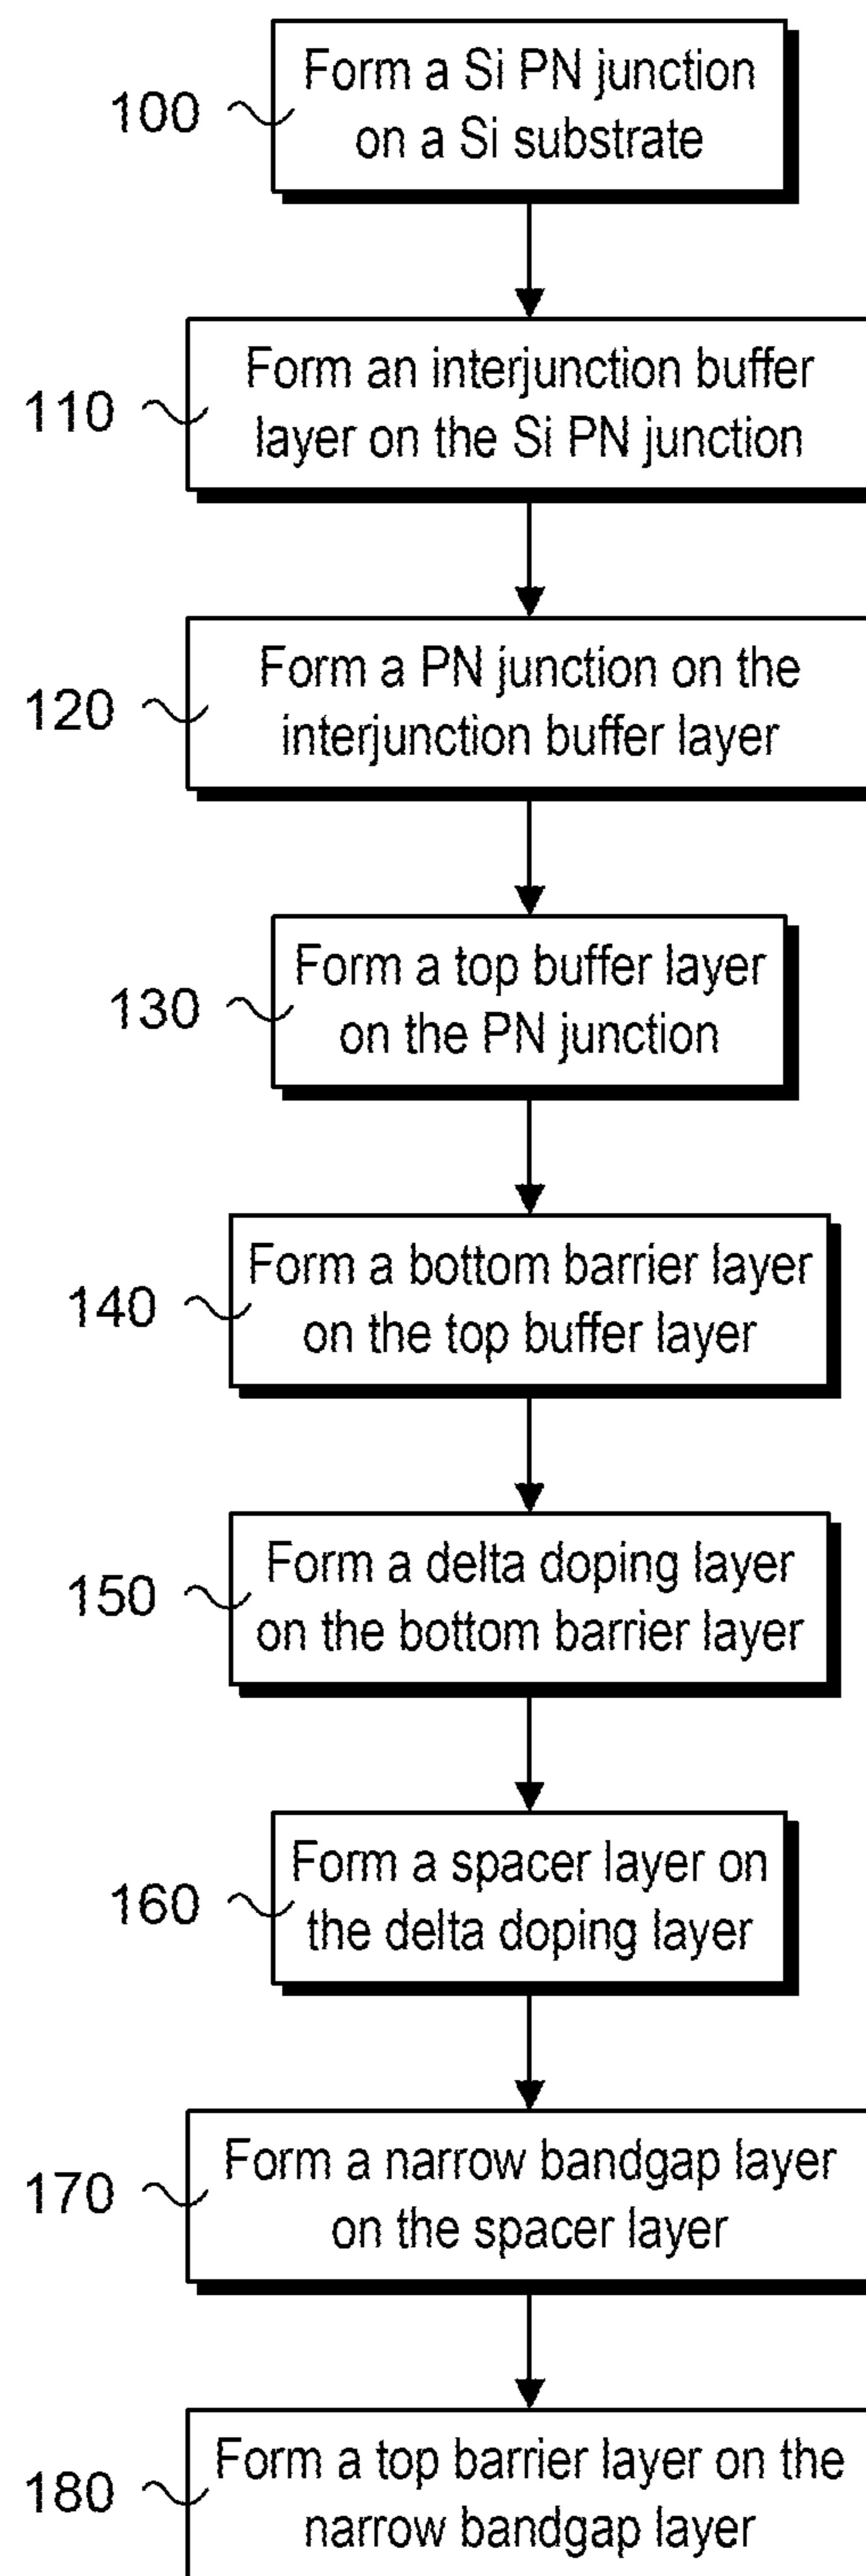 100
Form a Si PN junction
on a Si substrate
110
Form an interjunction buffer
layer on the Si PN junction
120
Form a PN junction on the
interjunction buffer layer
130
Form a top buffer layer
on the PN junction
140
Form a bottom barrier layer
on the top buffer layer
150
Form a delta doping layer
on the bottom barrier layer
160
Form a spacer layer on
the delta doping layer
170
Form a narrow bandgap layer
on the spacer layer
180
Form a top barrier layer on the
narrow bandgap layer